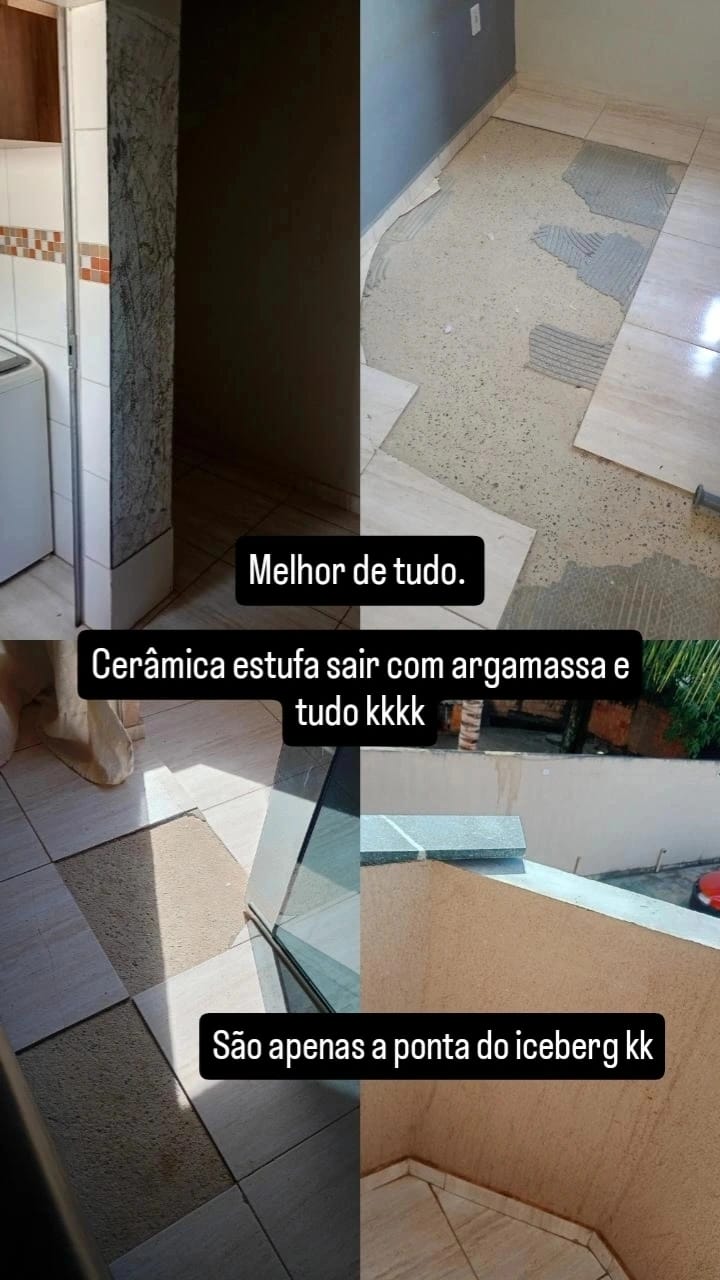 Melhor de tudo.
Cerâmica estufa sair com argamassa e
tudo kkkk
São apenas a ponta do iceberg kk